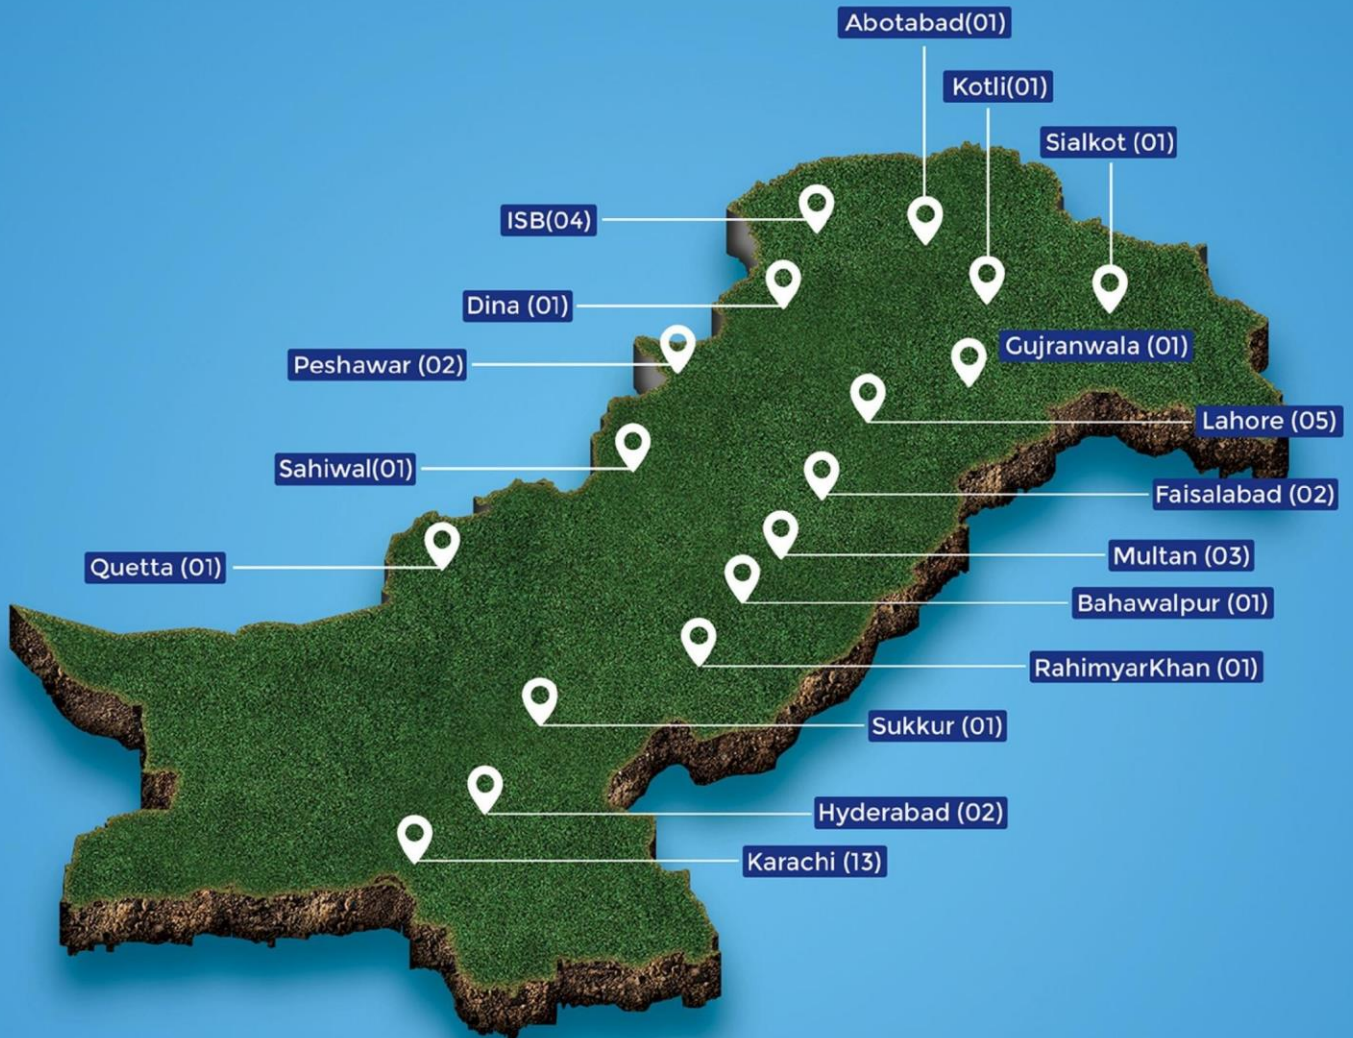 Abotabad(01)
Kotli(01)
Sialkot (01)
ISB(04)
Dina (01)
Gujranwala (01)
Peshawar (02)
Lahore (05)
Sahiwal(01)
Faisalabad (02)
Multan (03)
Quetta (01)
Bahawalpur (01)
RahimyarKhan (01)
Sukkur (01)
Hyderabad (02)
Karachi (13)